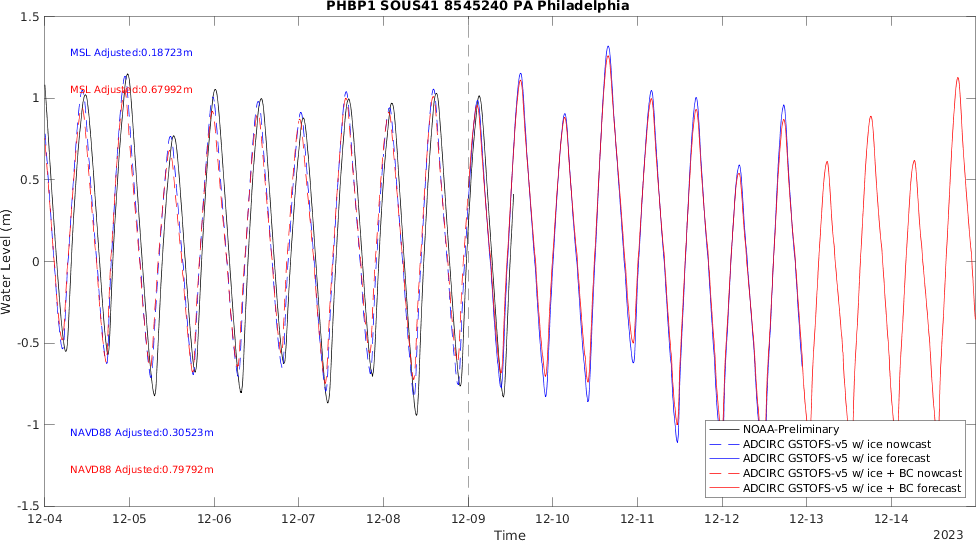 PHBP1 SOUS41 8545240 PA Philadelphia
1.5
MSL Adjusted:0.18723m
MSL Adjusted:0.67992m
1
0.5
0
-0.5
-1
-1.5
Water Level (m)
NAVD88 Adjusted:0.30523m
NAVD88 Adjusted:0.79792m
NOAA-Preliminary
ADCIRC GSTOFS-v5 w/ ice nowcast
ADCIRC GSTOFS-v5 w/ ice forecast
ADCIRC GSTOFS-v5 w/ ice + BC nowcast
ADCIRC GSTOFS-v5 w/ ice + BC forecast
12-04 12-05 12-06 12-07 12-08 12-09 12-10 12-11 12-12 12-13 12-14
Time
2023